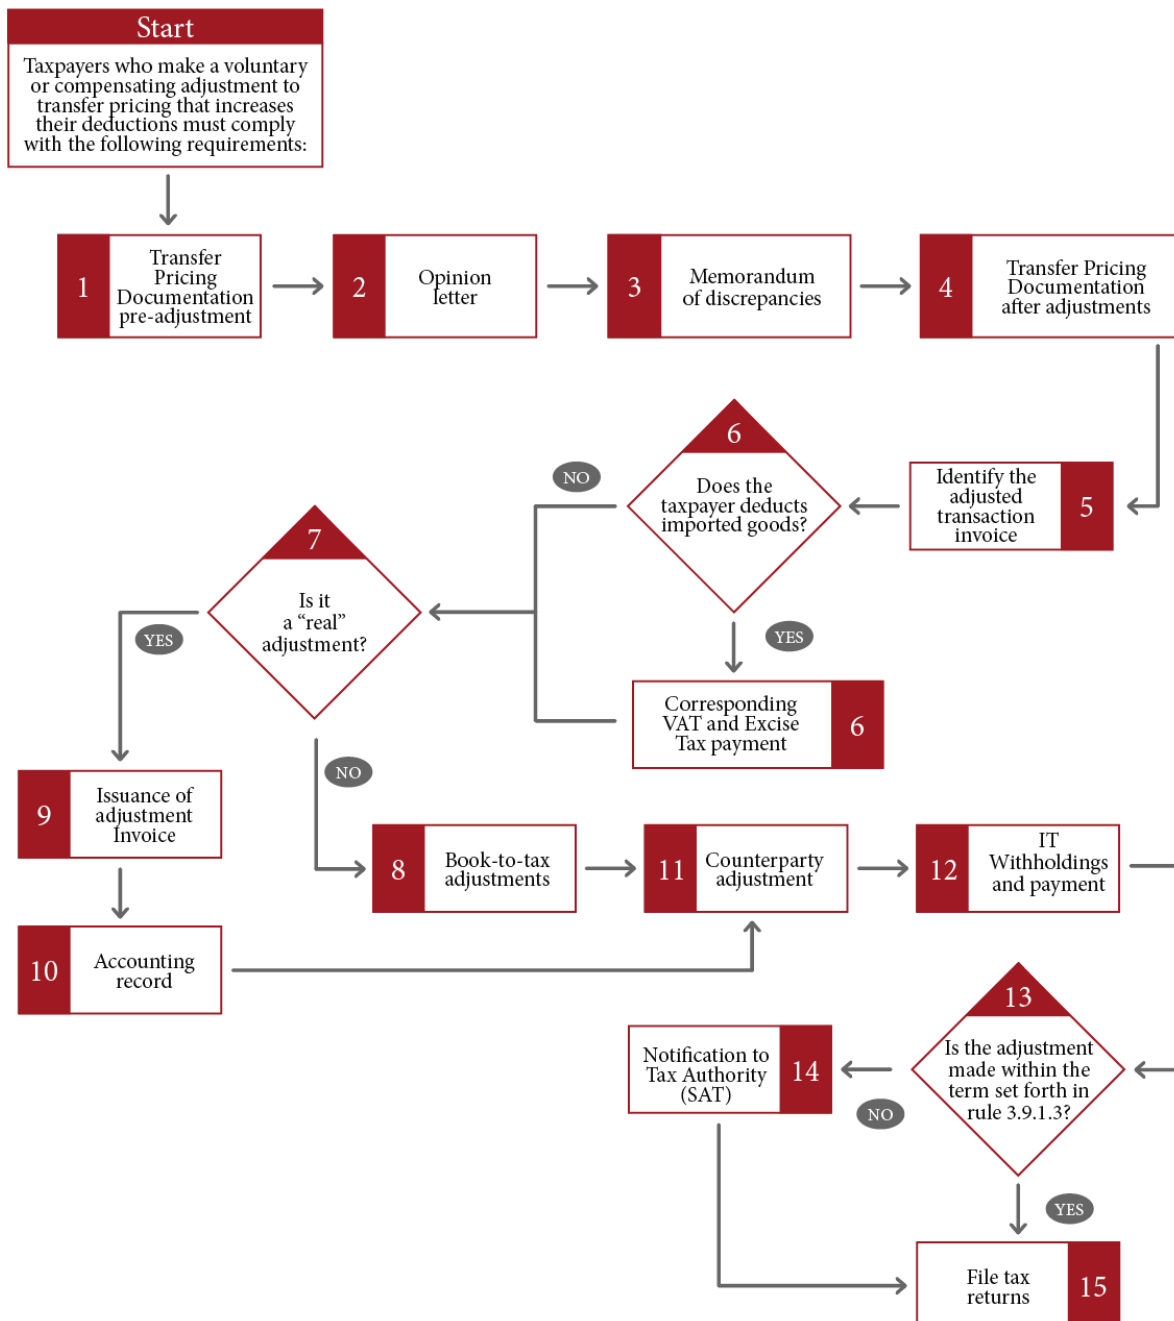 Start
Taxpayers who make a voluntary
or compensating adjustment to
transfer pricing that increases
their deductions must comply
with the following requirements:
1
Transfer
Pricing
Documentation
pre-adjustment
2
Opinion
letter
3
Memorandum
of discrepancies
4
Transfer Pricing
Documentation
after adjustments
5
Identify the
adjusted
transaction
invoice
6
Does the
taxpayer deducts
imported goods?
NO
YES
6
Corresponding
VAT and Excise
Tax payment
7
Is it
a “real”
adjustment?
YES
NO
9
Issuance of
adjustment
Invoice
8
Book-to-tax
adjustments
11
Counterparty
adjustment
12
IT
Withholdings
and payment
10
Accounting
record
13
Is the adjustment
made within the
term set forth in
rule 3.9.1.3?
NO
YES
14
Notification to
Tax Authority
(SAT)
15
File tax
returns